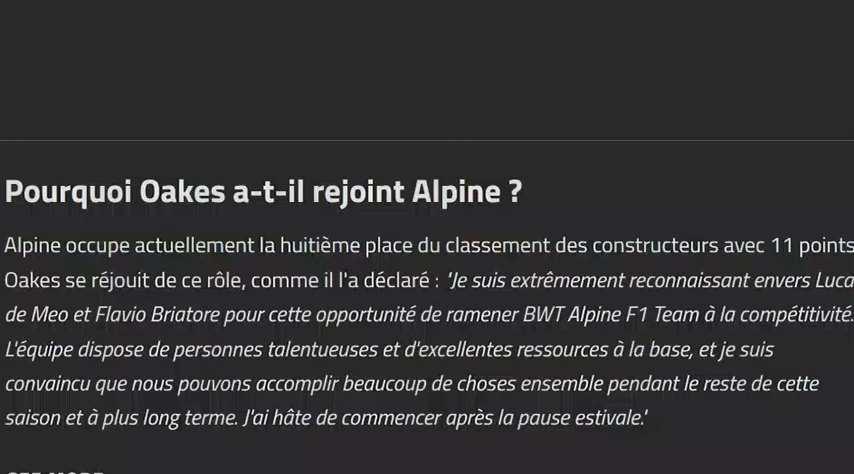 Pourquoi Oakes a-t-il rejoint Alpine ?
Alpine occupe actuellement la huitième place du classement des constructeurs avec 11 points
Oakes se réjouit de ce rôle, comme il l'a déclaré : "Je suis extrêmement reconnaissant envers Luca
de Meo et Flavio Briatore pour cette opportunité de ramener BWT Alpine F1 Team à la compétitivité.
L'équipe dispose de personnes talentueuses et d'excellentes ressources à la base, et je suis
convaincu que nous pouvons accomplir beaucoup de choses ensemble pendant le reste de cette
saison et à plus long terme. J'ai hâte de commencer après la pause estivale."